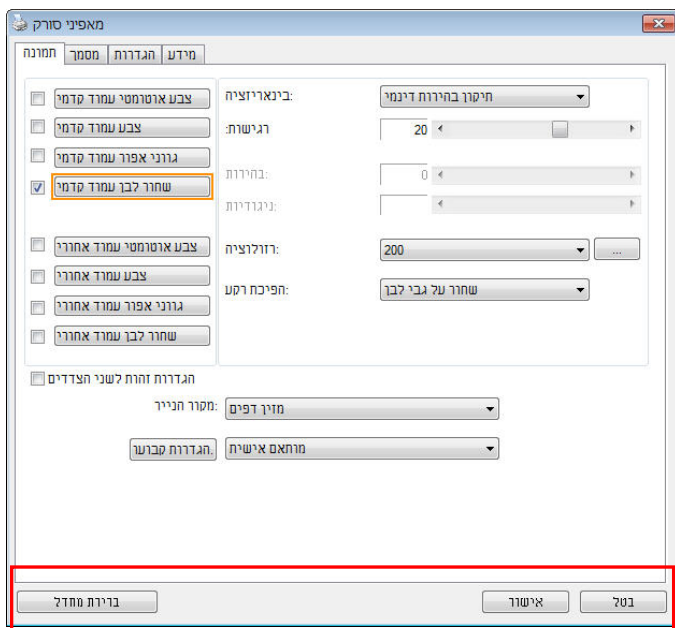 מאפיני סורק
תמונה מסמך הגדרות מידע
צבע אוטומטי עמוד קדמי
צבע עמוד קדמי
גווני אפור עמוד קדמי
שחור לבן עמוד קדמי
צבע אוטומטי עמוד אחורי
צבע עמוד אחורי
גווני אפור עמוד אחורי
שחור לבן עמוד אחורי
בינאריזציה: תיקון בהירות דינמי
רגישות: 20
בהירות: 0
ניגודיות:
רזולוציה: 200 ...
הפיכת רקע: שחור על גבי לבן
הגדרות זהות לשני הצדדים
מקור הנייר: מזין דפים
הגדרות קבוער. מותאם אישית
ברירת מחדל אישור בטל